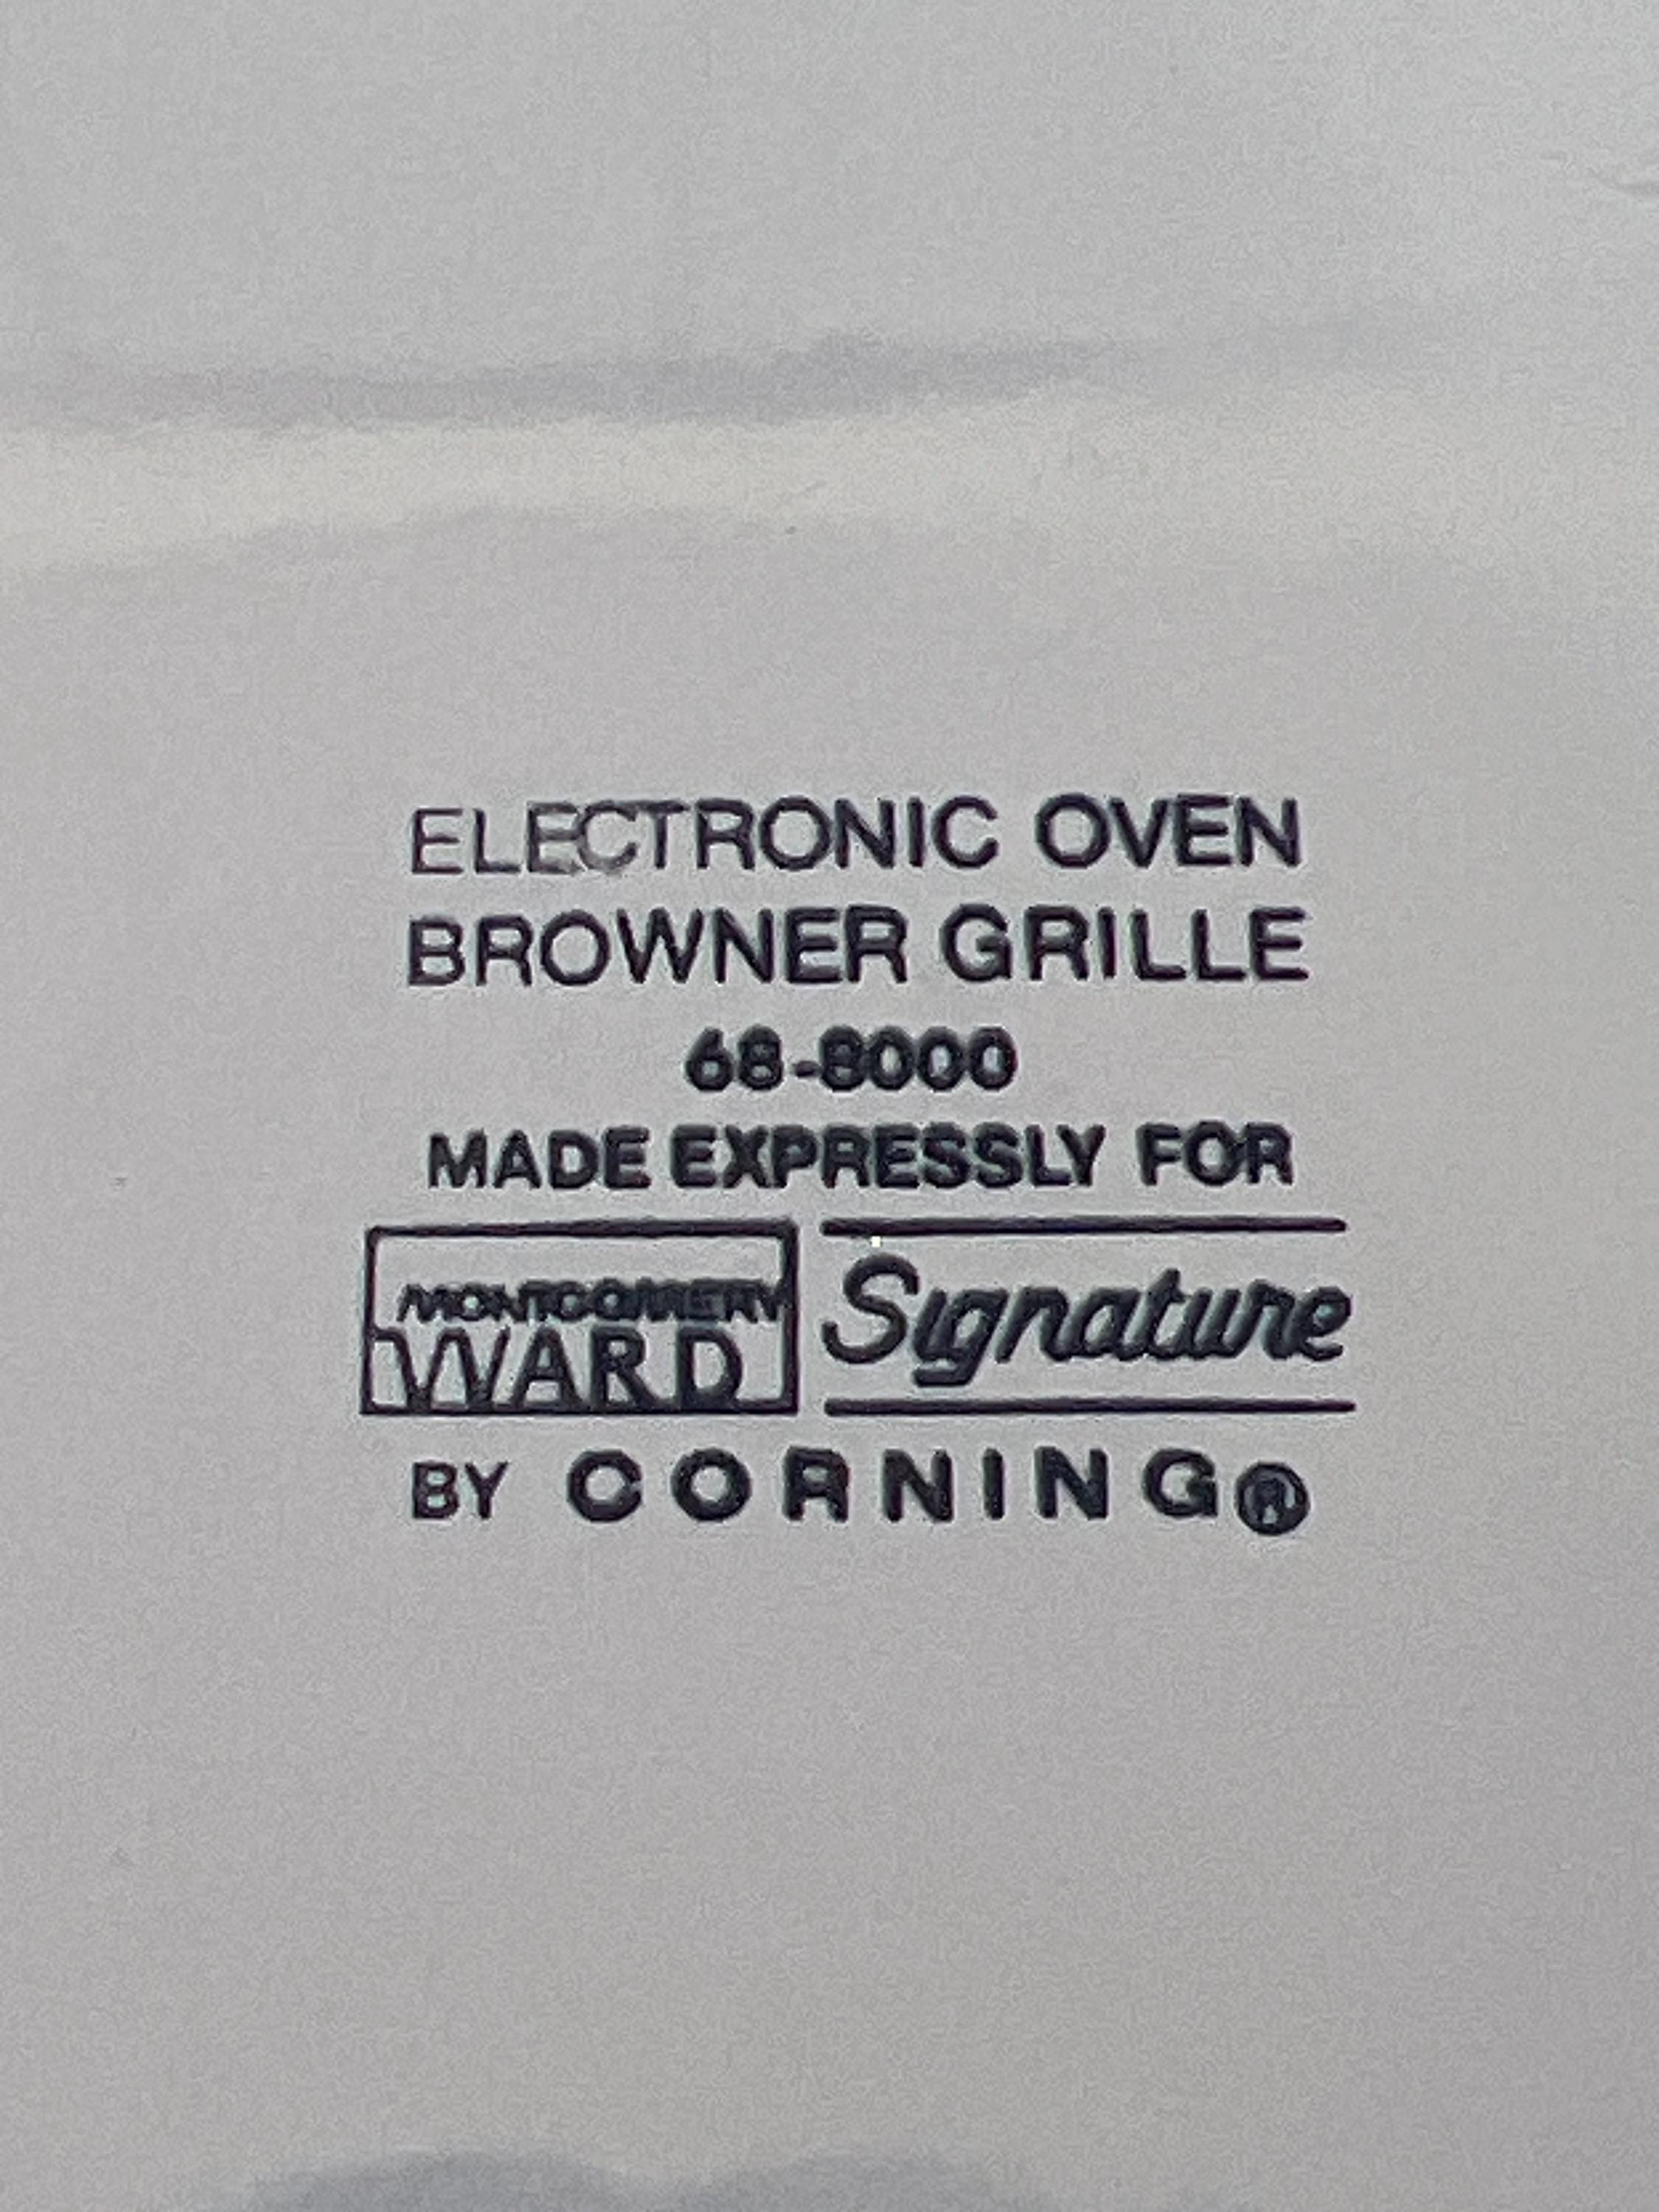 ELECTRONIC OVEN
BROWNER GRILLE
68-8000
MADE EXPRESSLY FOR
MONTGOMERY
WARD
Signature
BY CORNING®